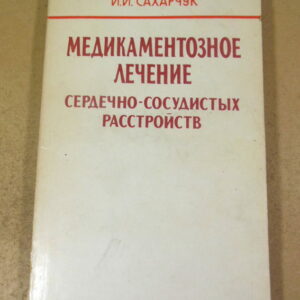 И.И. САХАРЧУК
МЕДИКАМЕНТОЗНОЕ
ЛЕЧЕНИЕ
СЕРДЕЧНО-СОСУДИСТЫХ
РАССТРОЙСТВ